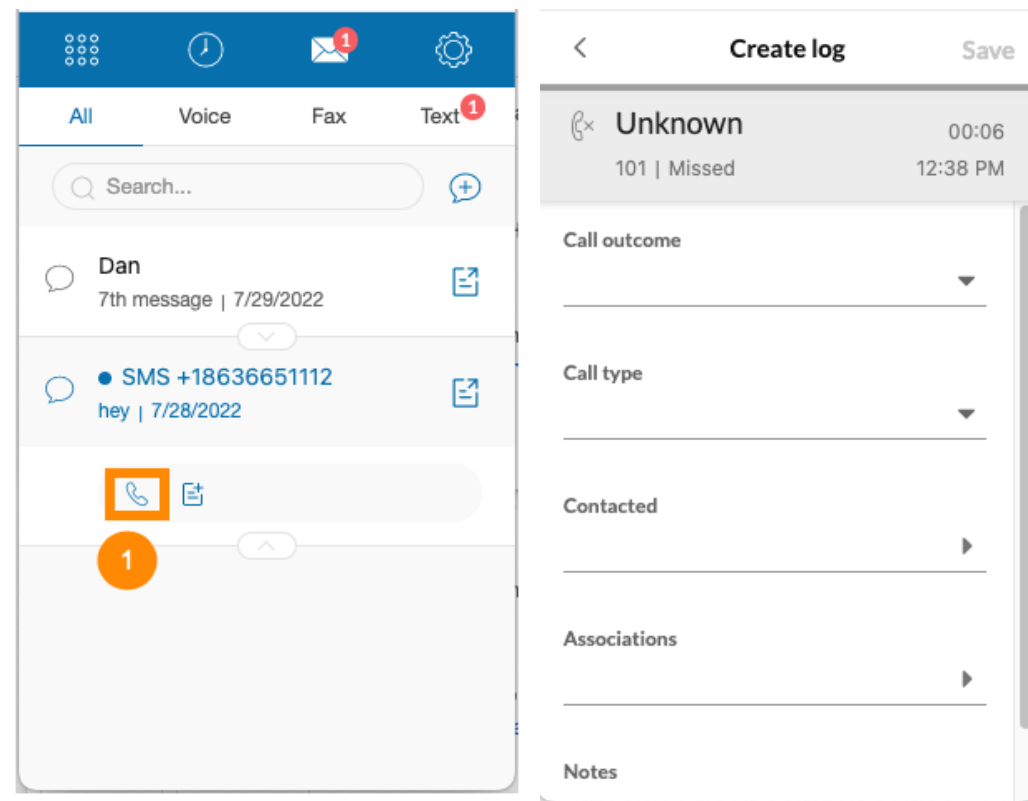 1
All Voice Fax Text 1
Search...
Dan
7th message | 7/29/2022
SMS +18636651112
hey | 7/28/2022
1
Create log Save
Unknown 00:06
101 | Missed 12:38 PM
Call outcome
Call type
Contacted
Associations
Notes